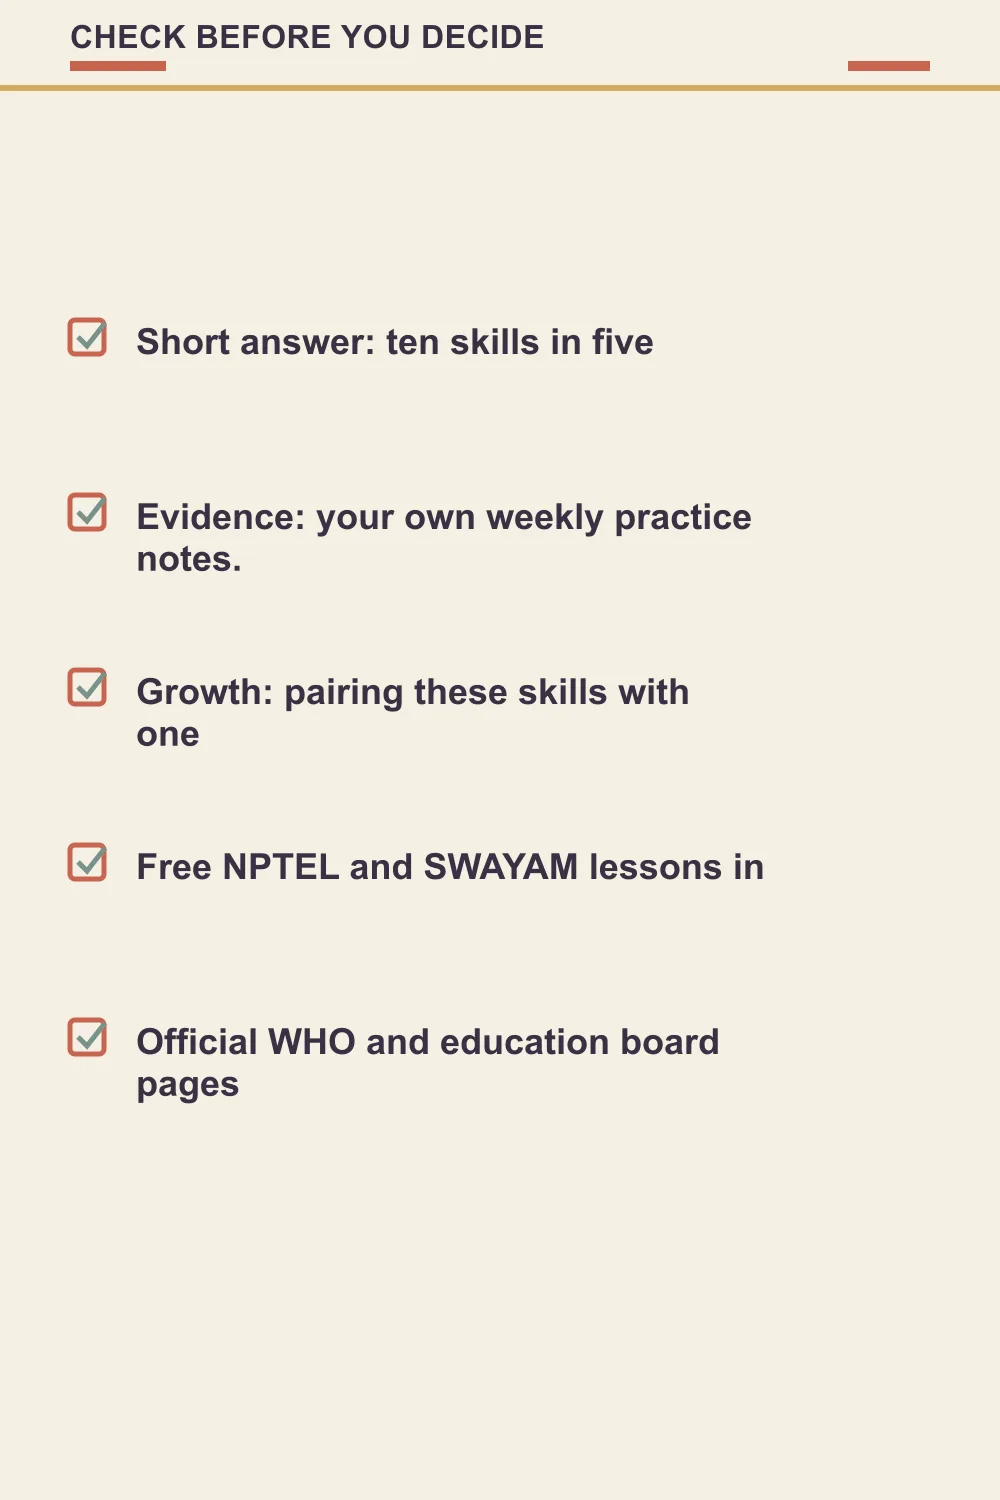 CHECK BEFORE YOU DECIDE
Short answer: ten skills in five
Evidence: your own weekly practice
notes.
Growth: pairing these skills with
one
Free NPTEL and SWAYAM lessons in
Official WHO and education board
pages